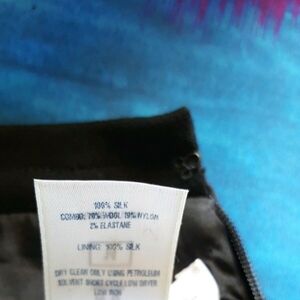 100% SILK
COMBO: 70% WOOL/19% NYLON
2% ELASTANE
LINING: 100% SILK
DRY CLEAN ONLY USING PETROLEUM
SOLVENT SHORT CYCLE LOW DRYER
LOW IRON